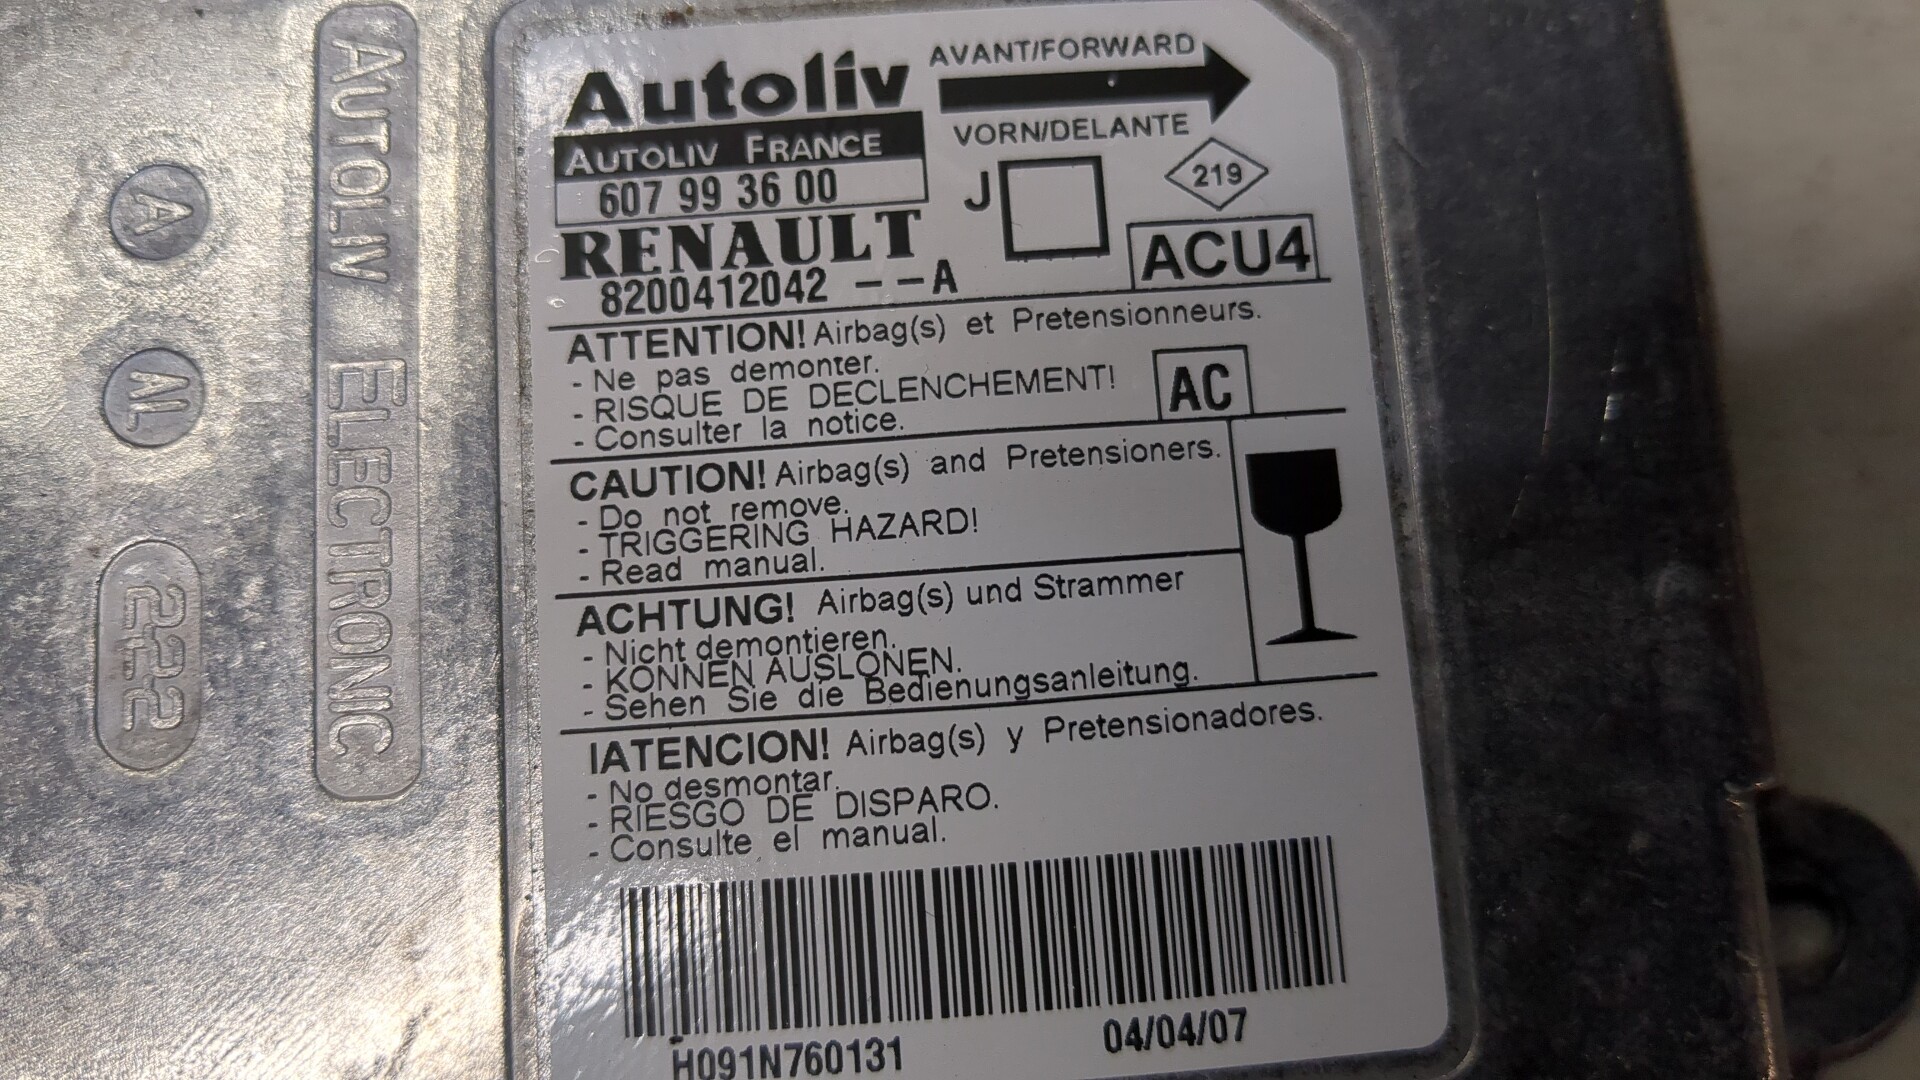 AUTOLIV ELECTRONIC
A
AL
222
Autoliv
AVANT/FORWARD
VORN/DELANTE
AUTOLIV FRANCE
607 99 36 00
J
219
RENAULT
8200412042 --A
ACU4
ATTENTION! Airbag(s) et Pretensionneurs.
- Ne pas demonter.
- RISQUE DE DECLENCHEMENT!
- Consulter la notice.
AC
CAUTION! Airbag(s) and Pretensioners.
- Do not remove.
- TRIGGERING HAZARD!
- Read manual.
ACHTUNG! Airbag(s) und Strammer
- Nicht demontieren.
- KONNEN AUSLONEN.
- Sehen Sie die Bedienungsanleitung.
IATENCION! Airbag(s) y Pretensionadores.
- No desmontar.
- RIESGO DE DISPARO.
- Consulte el manual.
H091N760131
04/04/07